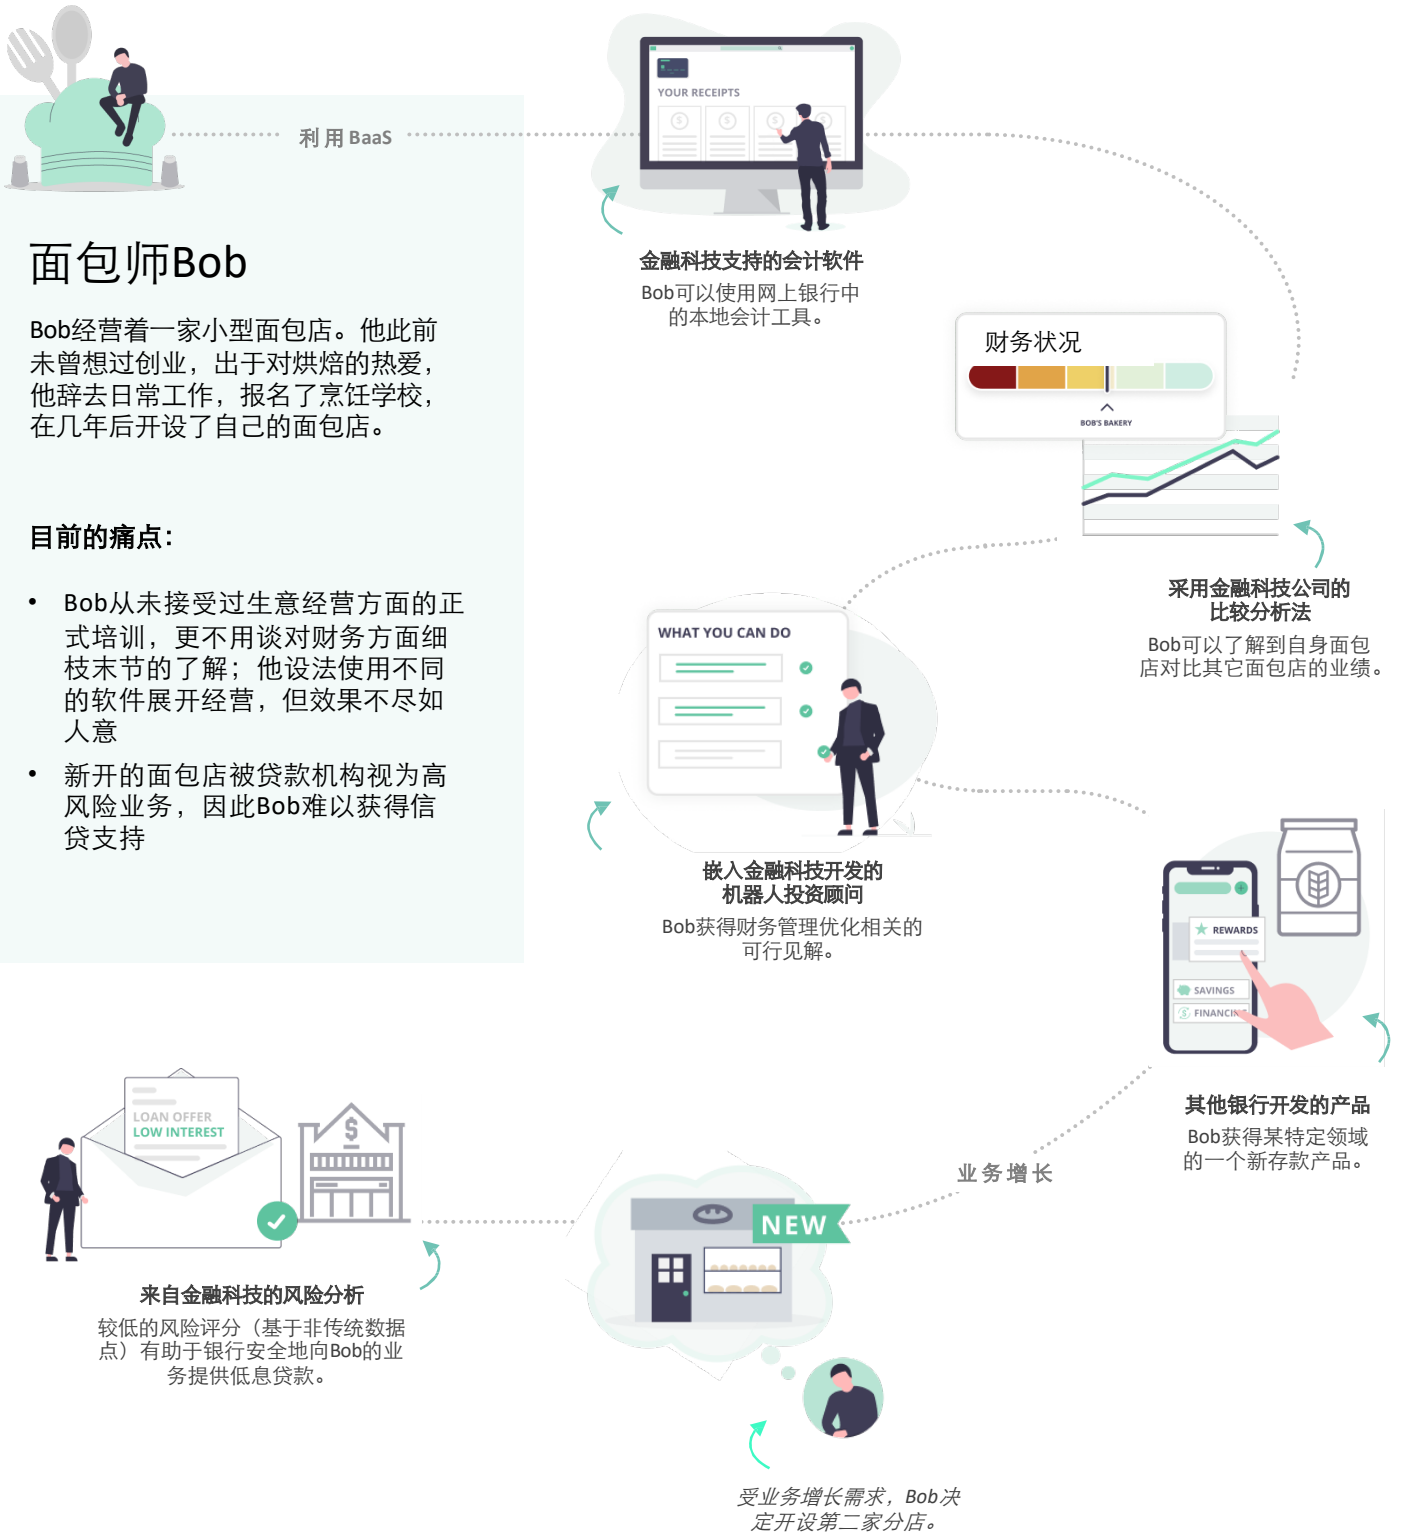 利用BaaS
YOUR RECEIPTS
金融科技支持的会计软件
Bob可以使用网上银行中
的本地会计工具。
面包师Bob
Bob经营着一家小型面包店。他此前
未曾想过创业，出于对烘焙的热爱，
他辞去日常工作，报名了烹饪学校，
在几年后开设了自己的面包店。
目前的痛点：
• Bob从未接受过生意经营方面的正
式培训，更不用谈对财务方面细
枝末节的了解；他设法使用不同
的软件展开经营，但效果不尽如
人意
• 新开的面包店被贷款机构视为高
风险业务，因此Bob难以获得信
贷支持
财务状况
BOB'S BAKERY
采用金融科技公司的
比较分析法
Bob可以了解到自身面包
店对比其它面包店的业绩。
WHAT YOU CAN DO
嵌入金融科技开发的
机器人投资顾问
Bob获得财务管理优化相关的
可行见解。
REWARDS
SAVINGS
FINANCING
其他银行开发的产品
Bob获得某特定领域
的一个新存款产品。
业务增长
NEW
受业务增长需求，Bob决
定开设第二家分店。
LOAN OFFER
LOW INTEREST
$
来自金融科技的风险分析
较低的风险评分（基于非传统数据
点）有助于银行安全地向Bob的业
务提供低息贷款。